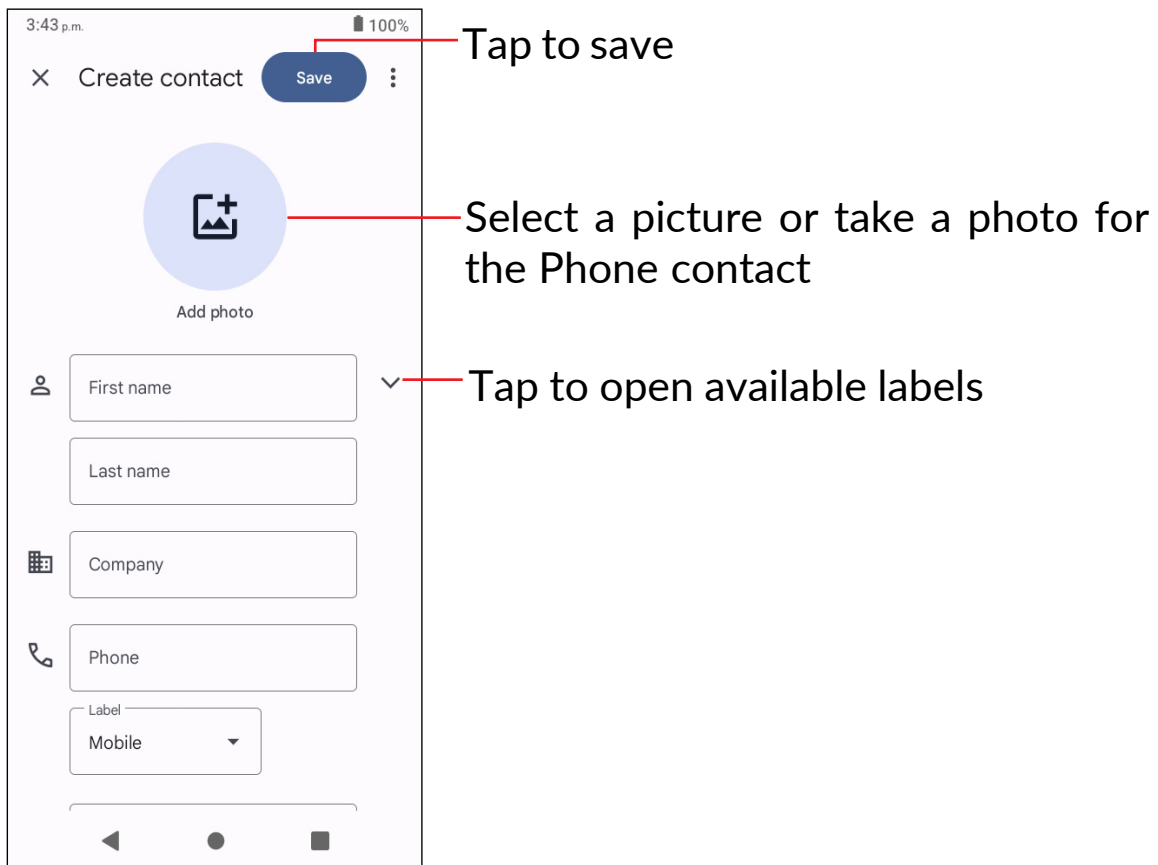 3:43 p.m. 100%
Tap to save
Create contact Save
Select a picture or take a photo for
the Phone contact
Add photo
First name
Tap to open available labels
Last name
Company
Phone
Label
Mobile